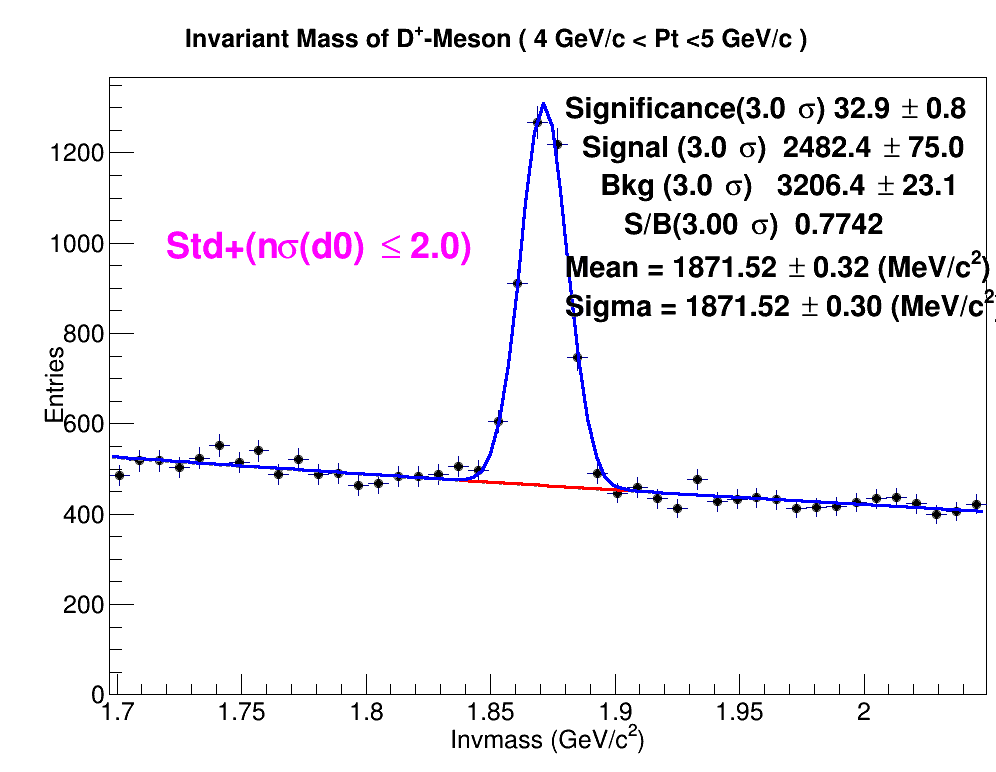 Invariant Mass of D⁺-Meson ( 4 GeV/c < Pt <5 GeV/c )
Significance(3.0 σ) 32.9 ± 0.8
Signal (3.0 σ) 2482.4 ± 75.0
Bkg (3.0 σ) 3206.4 ± 23.1
S/B(3.00 σ) 0.7742
Mean = 1871.52 ± 0.32 (MeV/c²)
Sigma = 1871.52 ± 0.30 (MeV/c²)
Std+(nσ(d0) ≤ 2.0)
Entries
1200
1000
800
600
400
200
0
1.7 1.75 1.8 1.85 1.9 1.95 2
Invmass (GeV/c²)